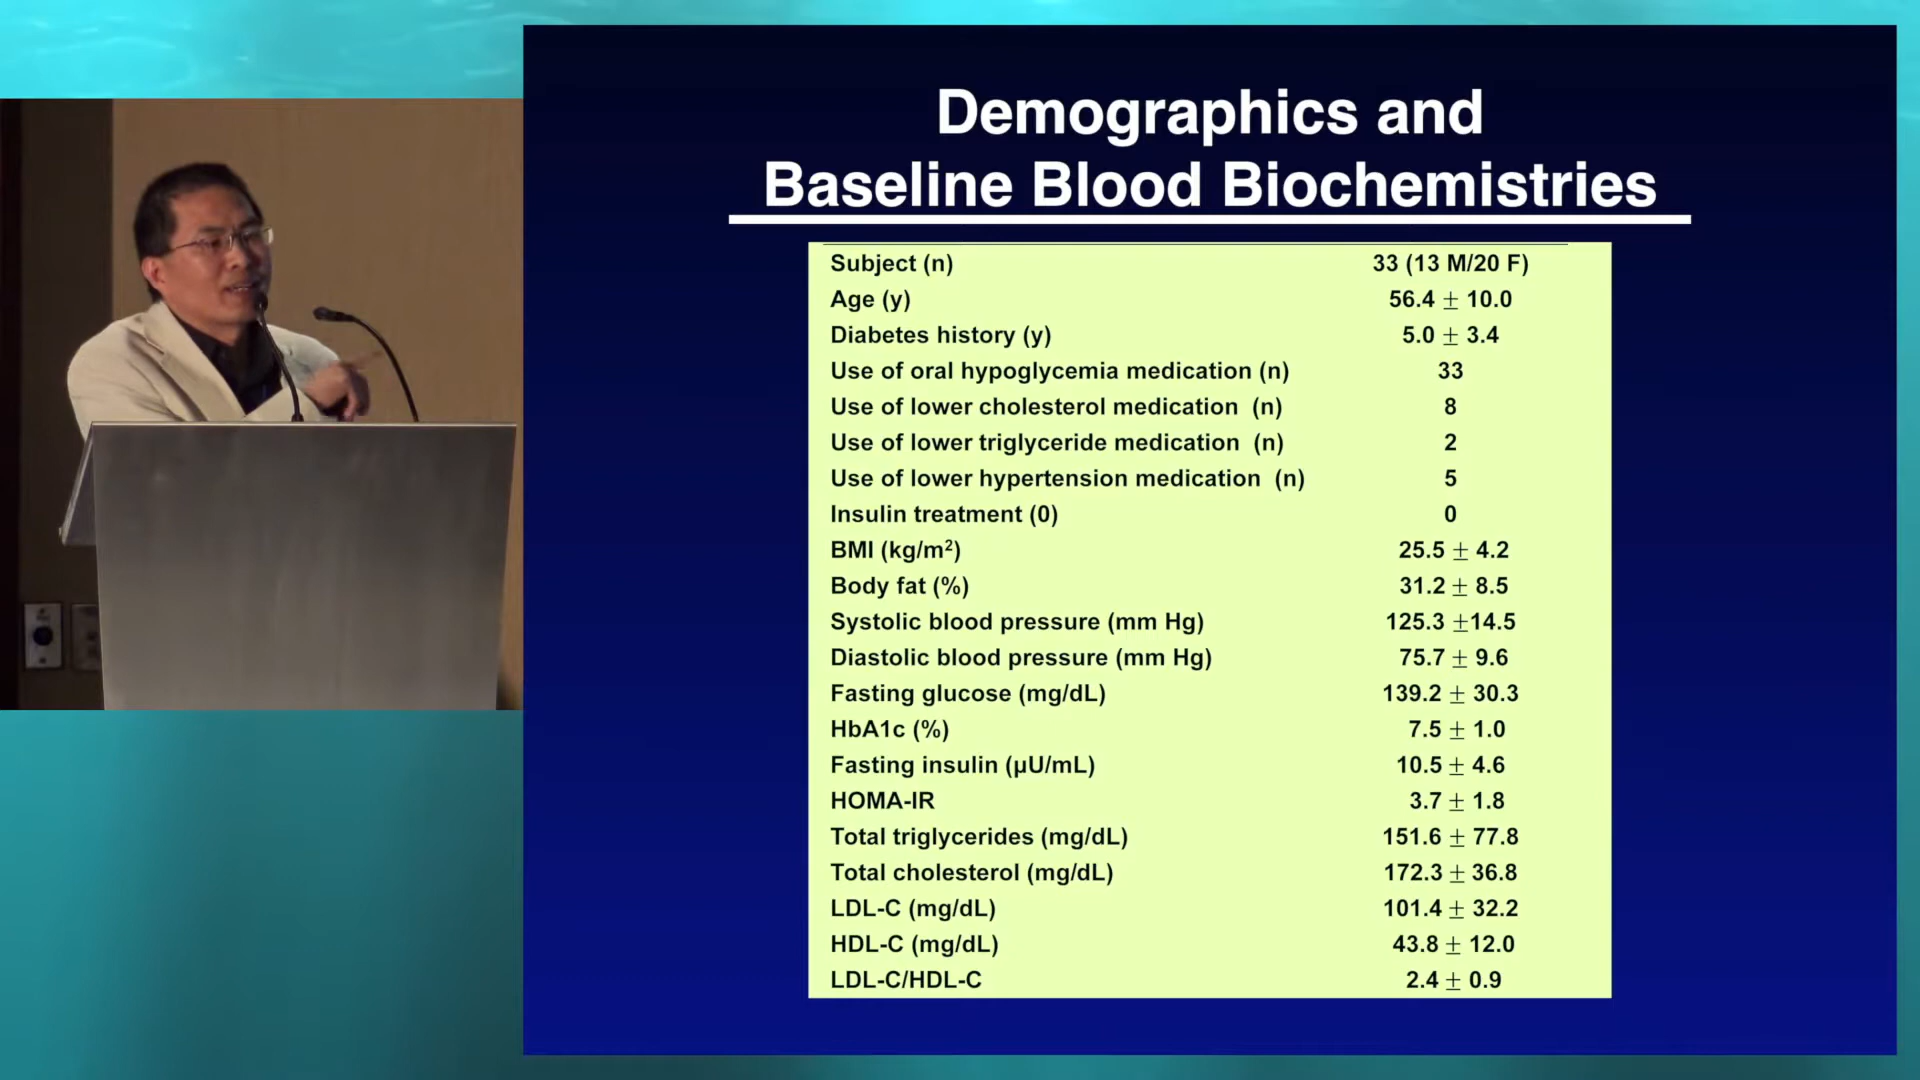 Demographics and
Baseline Blood Biochemistries
Subject (n) 33 (13 M/20 F)
Age (y) 56.4 ± 10.0
Diabetes history (y) 5.0 ± 3.4
Use of oral hypoglycemia medication (n) 33
Use of lower cholesterol medication (n) 8
Use of lower triglyceride medication (n) 2
Use of lower hypertension medication (n) 5
Insulin treatment (0) 0
BMI (kg/m²) 25.5 ± 4.2
Body fat (%) 31.2 ± 8.5
Systolic blood pressure (mm Hg) 125.3 ±14.5
Diastolic blood pressure (mm Hg) 75.7 ± 9.6
Fasting glucose (mg/dL) 139.2 ± 30.3
HbA1c (%) 7.5 ± 1.0
Fasting insulin (µU/mL) 10.5 ± 4.6
HOMA-IR 3.7 ± 1.8
Total triglycerides (mg/dL) 151.6 ± 77.8
Total cholesterol (mg/dL) 172.3 ± 36.8
LDL-C (mg/dL) 101.4 ± 32.2
HDL-C (mg/dL) 43.8 ± 12.0
LDL-C/HDL-C 2.4 ± 0.9